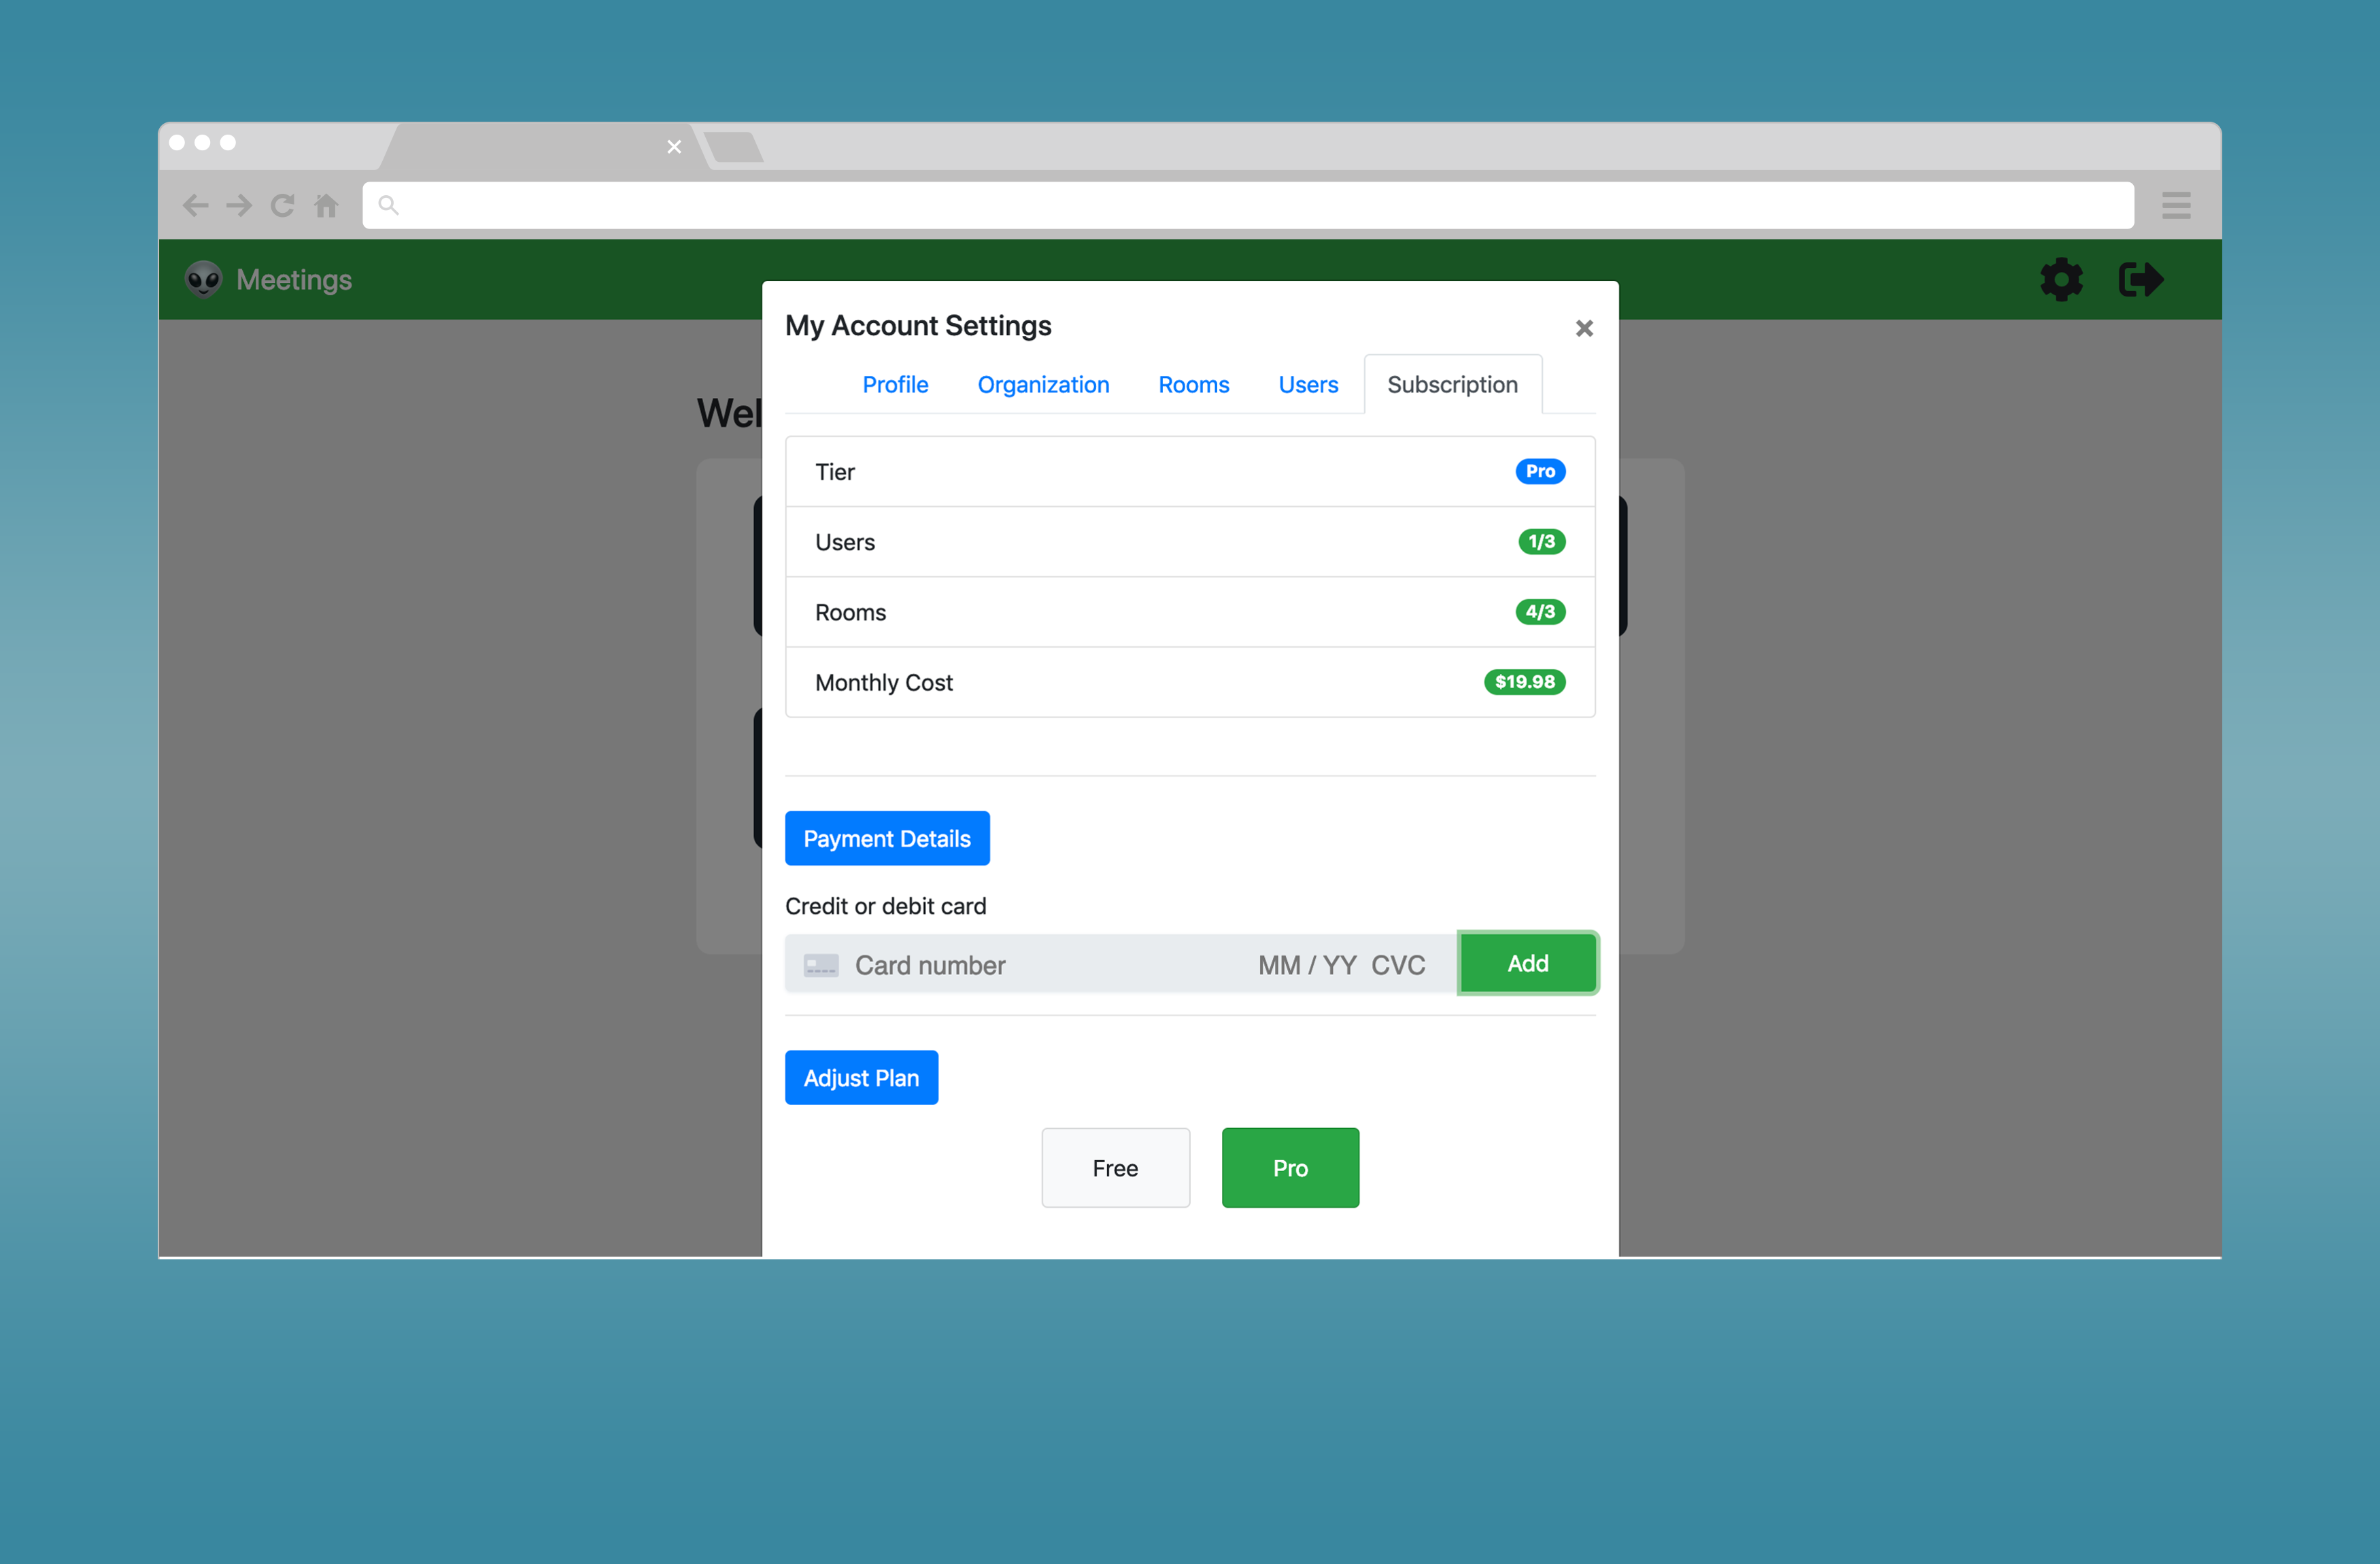 Meetings
My Account Settings
Profile Organization Rooms Users Subscription
Wel
Tier Pro
Users 1/3
Rooms 4/3
Monthly Cost $19.98
Payment Details
Credit or debit card
Card number MM / YY CVC Add
Adjust Plan
Free Pro